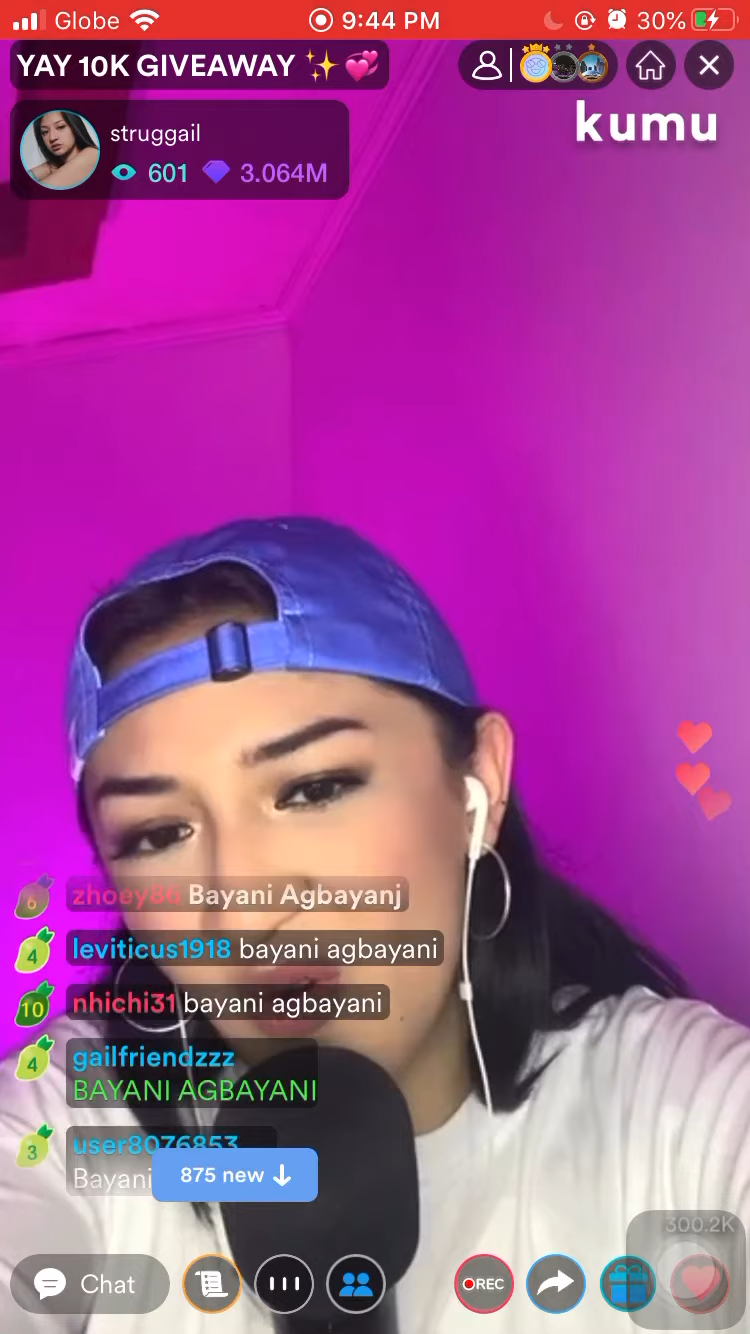 Globe 9:44 PM 30%
YAY 10K GIVEAWAY ✨💞
struggail
601 3.064M
kumu
6 zhoey86 Bayani Agbayanj
4 leviticus1918 bayani agbayani
10 nhichi31 bayani agbayani
4 gailfriendzzz
BAYANI AGBAYANI
3 user8076853
Bayani
875 new ↓
300.2K
Chat
REC